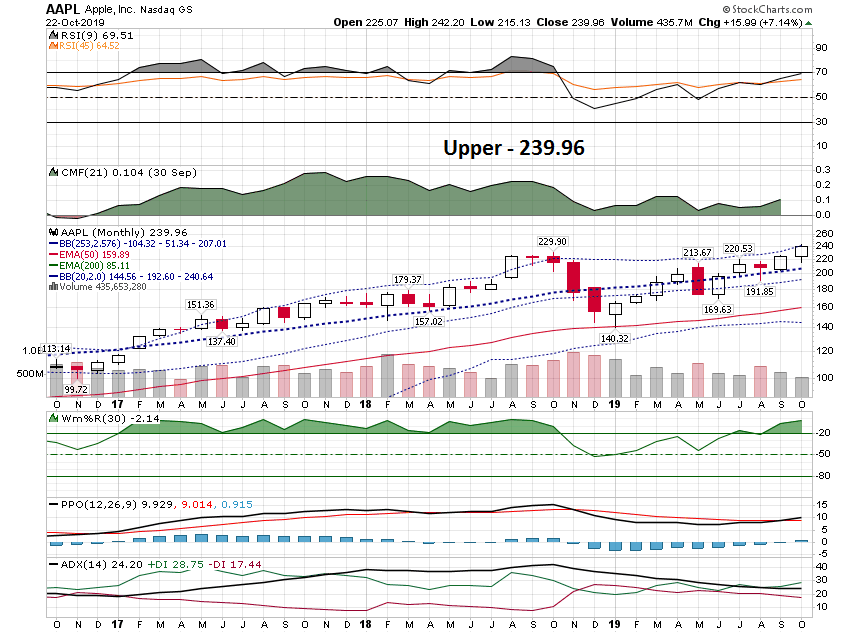 AAPL Apple, Inc. Nasdaq GS
© StockCharts.com
22-Oct-2019
Open 225.07 High 242.20 Low 215.13 Close 239.96 Volume 435.7M Chg +15.99 (+7.14%)
RSI(9) 69.51
RSI(45) 64.52
90
70
50
30
10
Upper - 239.96
CMF(21) 0.104 (30 Sep)
0.3
0.2
0.1
0.0
AAPL (Monthly) 239.96
BB(253,2.576) -104.32 - 51.34 - 207.01
EMA(50) 159.89
EMA(200) 85.11
BB(20,2.0) 144.56 - 192.60 - 240.64
Volume 435,653,280
260
240
220
200
180
160
140
120
100
229.90
213.67
220.53
179.37
191.85
151.36
157.02
169.63
137.40
140.32
113.14
99.72
500M
O N D 17 F M A M J J A S O N D 18 F M A M J J A S O N D 19 F M A M J J A S O
Wm%R(30) -2.14
-20
-50
-80
PPO(12,26,9) 9.929, 9.014, 0.915
15
10
5
0
-5
ADX(14) 24.20 +DI 28.75 -DI 17.44
40
30
20
10
O N D 17 F M A M J J A S O N D 18 F M A M J J A S O N D 19 F M A M J J A S O